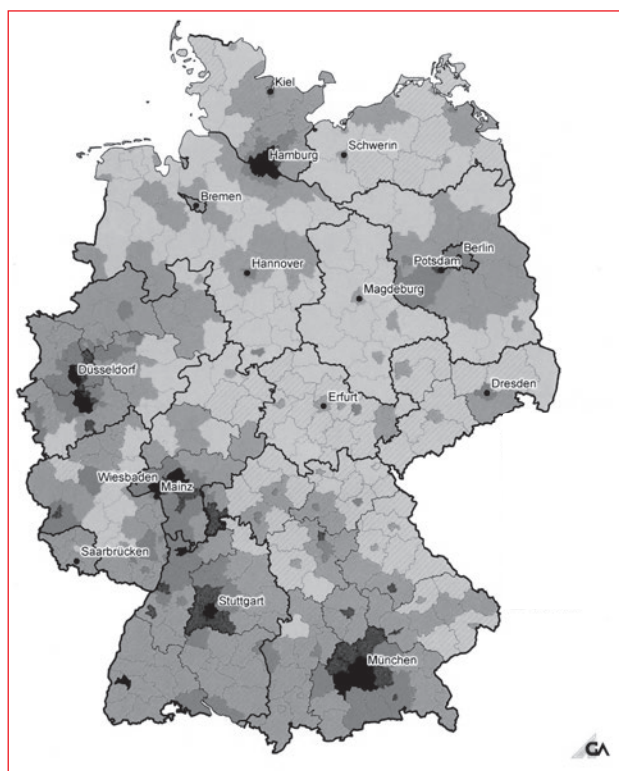 Kiel
Schwerin
Hamburg
Bremen
Berlin
Potsdam
Hannover
Magdeburg
Düsseldorf
Dresden
Erfurt
Wiesbaden
Mainz
Saarbrücken
Stuttgart
München
GA